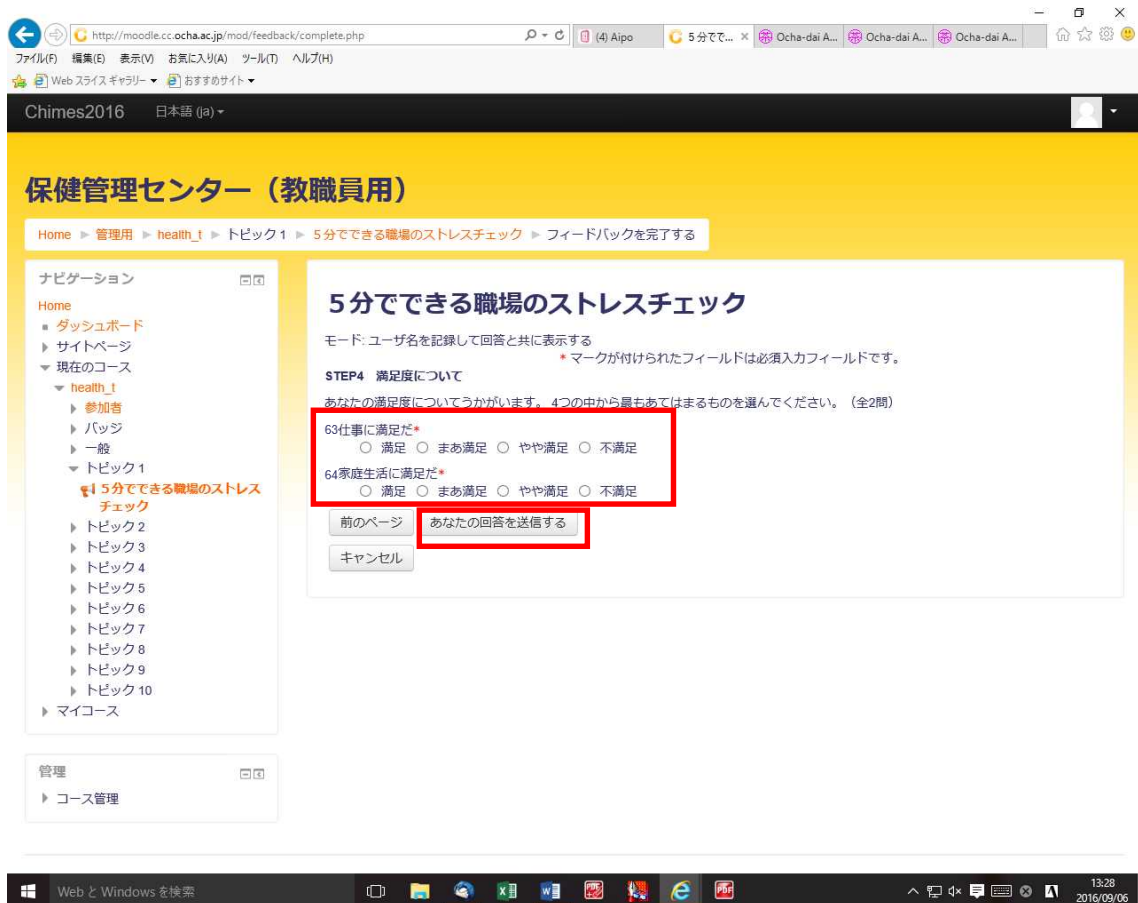 http://moodle.cc.ocha.ac.jp/mod/feedback/complete.php
(4) Aipo
5分でで...
Ocha-dai A...
Ocha-dai A...
Ocha-dai A...
ファイル(F) 編集(E) 表示(V) お気に入り(A) ツール(T) ヘルプ(H)
Web スライス ギャラリー おすすめサイト
Chimes2016 日本語 (ja)
保健管理センター（教職員用）
Home 管理用 health_t トピック 1 5分でできる職場のストレスチェック フィードバックを完了する
ナビゲーション
Home
ダッシュボード
サイトページ
現在のコース
health_t
参加者
バッジ
一般
トピック 1
5分でできる職場のストレス
チェック
トピック 2
トピック 3
トピック 4
トピック 5
トピック 6
トピック 7
トピック 8
トピック 9
トピック 10
マイコース
管理
コース管理
5分でできる職場のストレスチェック
モード: ユーザ名を記録して回答と共に表示する
* マークが付けられたフィールドは必須入力フィールドです。
STEP4 満足度について
あなたの満足度についてうかがいます。 4つの中から最もあてはまるものを選んでください。（全2問）
63仕事に満足だ*
満足 まあ満足 やや満足 不満足
64家庭生活に満足だ*
満足 まあ満足 やや満足 不満足
前のページ あなたの回答を送信する
キャンセル
Web と Windows を検索
13:28
2016/09/06